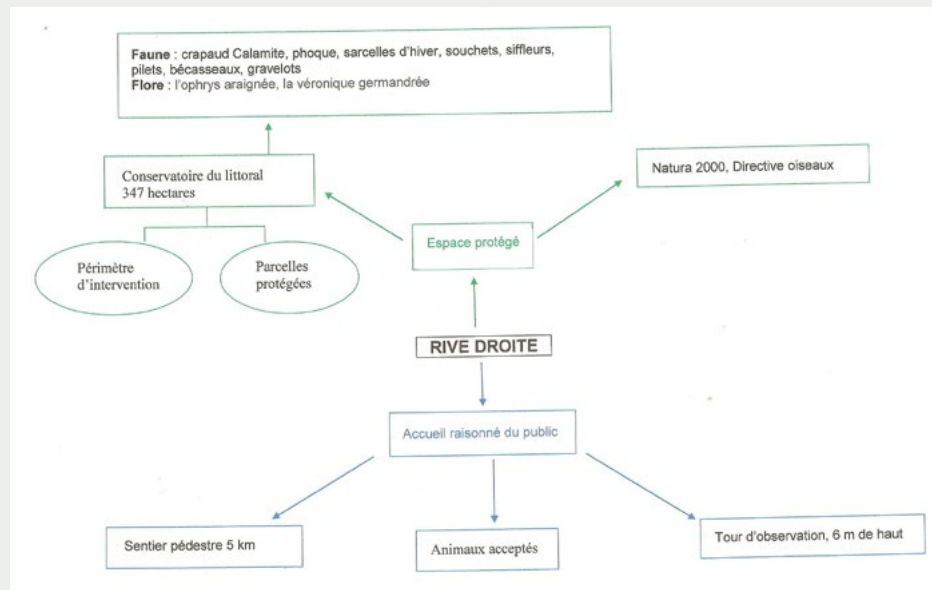 Faune : crapaud Calamite, phoque, sarcelles d'hiver, souchets, siffleurs,
pilets, bécasseaux, gravelots
Flore : l'ophrys araignée, la véronique germandrée
Conservatoire du littoral
347 hectares
Natura 2000, Directive oiseaux
Espace protégé
Périmètre
d'intervention
Parcelles
protégées
RIVE DROITE
Accueil raisonné du public
Sentier pédestre 5 km
Animaux acceptés
Tour d'observation, 6 m de haut